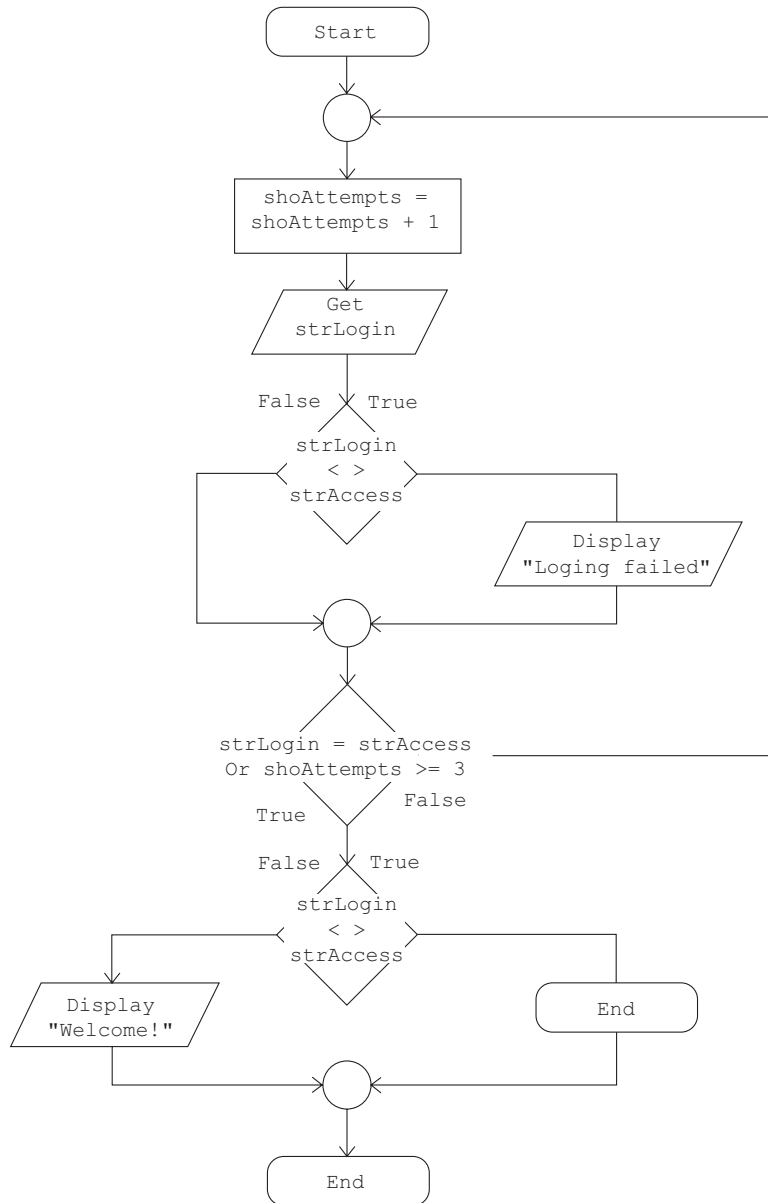 Start
shoAttempts =
shoAttempts + 1
Get
strLogin
False True
strLogin
< >
strAccess
Display
"Loging failed"
strLogin = strAccess
Or shoAttempts >= 3
True
False
False True
strLogin
< >
strAccess
Display
"Welcome!"
End
End